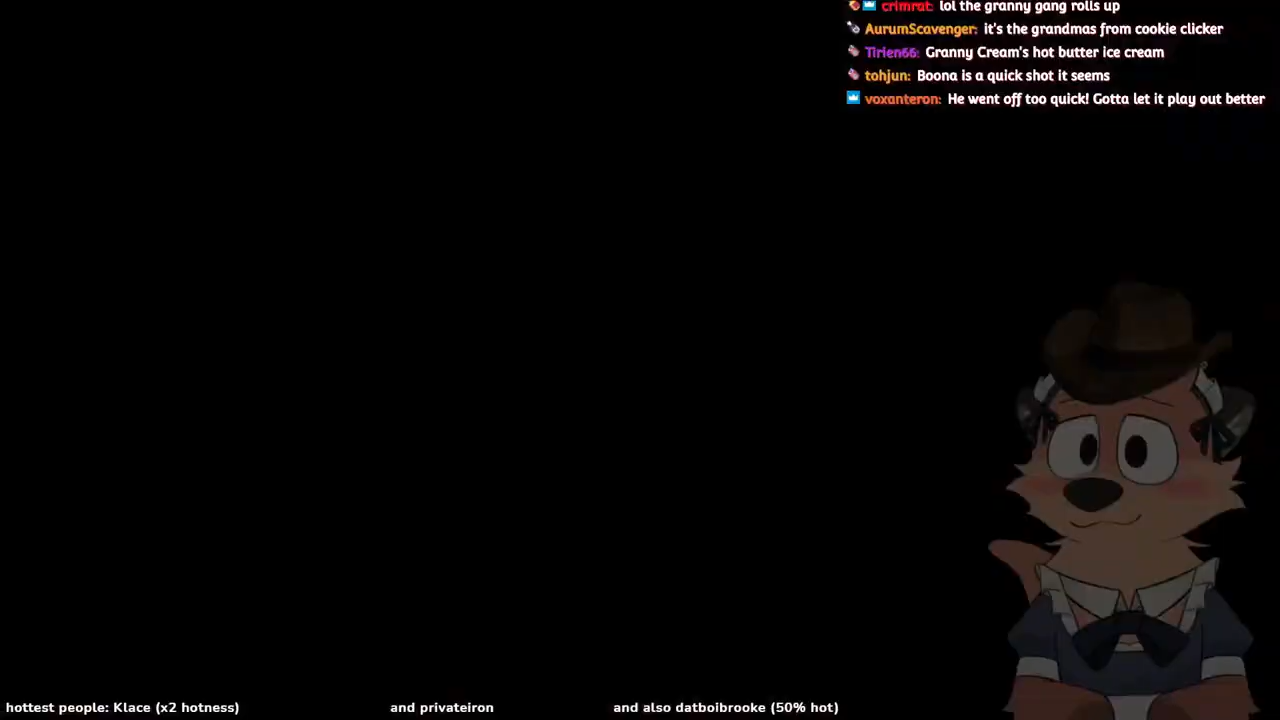 crimrat: lol the granny gang rolls up
AurumScavenger: it's the grandmas from cookie clicker
Tirien66: Granny Cream's hot butter ice cream
tohjun: Boona is a quick shot it seems
voxanteron: He went off too quick! Gotta let it play out better
hottest people: Klace (x2 hotness) and privateiron and also datboibrooke (50% hot)